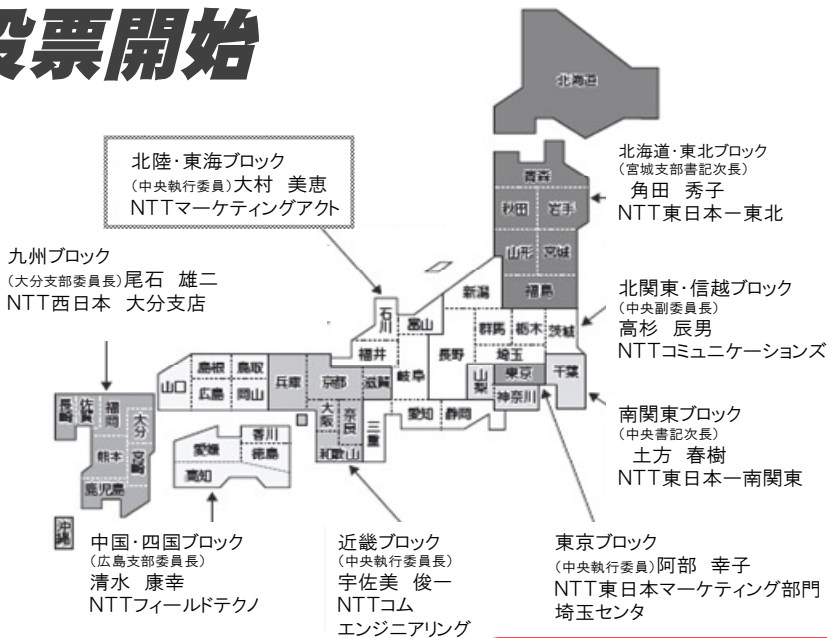 投票開始
北海道
北陸・東海ブロック
(中央執行委員)大村 美恵
NTTマーケティングアクト
北海道・東北ブロック
(宮城支部書記次長)
角田 秀子
NTT東日本ー東北
青森
秋田 岩手
山形 宮城
福島
九州ブロック
(大分支部委員長)尾石 雄二
NTT西日本 大分支店
北関東・信越ブロック
(中央副委員長)
高杉 辰男
NTTコミュニケーションズ
新潟
石川 富山
群馬 栃木 茨城
福井 岐阜 長野 埼玉
山梨 東京 千葉
神奈川
山口 島根 鳥取 兵庫 京都 滋賀
広島 岡山
大阪 奈良 三重 愛知 静岡
和歌山
長崎 佐賀 福岡 大分
熊本 宮崎
鹿児島
愛媛 香川
高知 徳島
沖縄
南関東ブロック
(中央書記次長)
土方 春樹
NTT東日本ー南関東
中国・四国ブロック
(広島支部委員長)
清水 康幸
NTTフィールドテクノ
近畿ブロック
(中央執行委員長)
宇佐美 俊一
NTTコム
エンジニアリング
東京ブロック
(中央執行委員)阿部 幸子
NTT東日本マーケティング部門
埼玉センタ